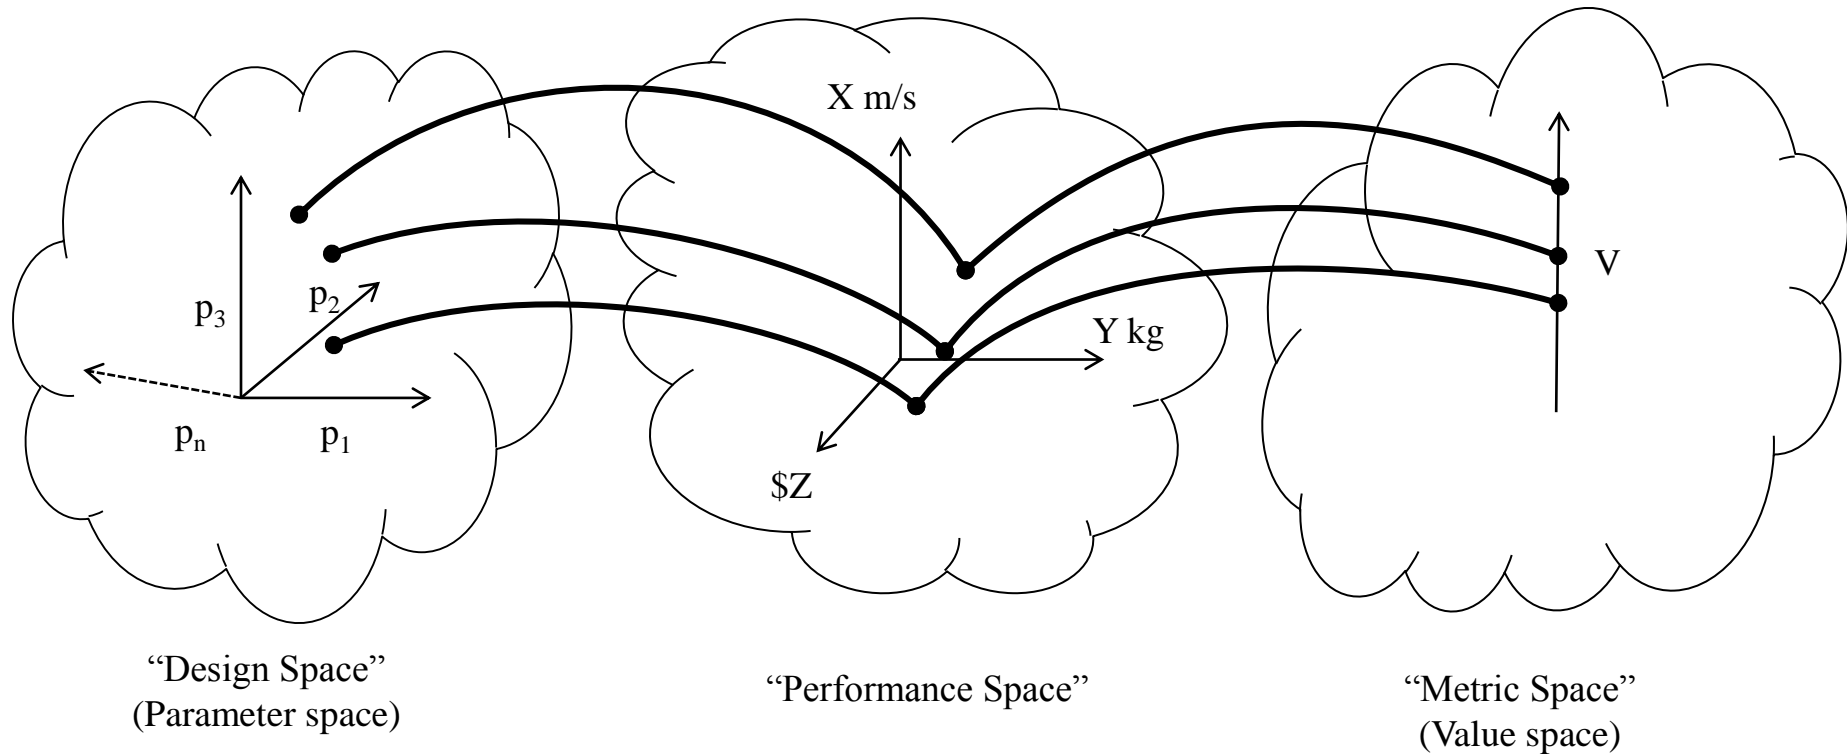 X m/s
p₃
p₂
pₙ
p₁
Y kg
$Z
V
“Design Space”
(Parameter space)
“Performance Space”
“Metric Space”
(Value space)